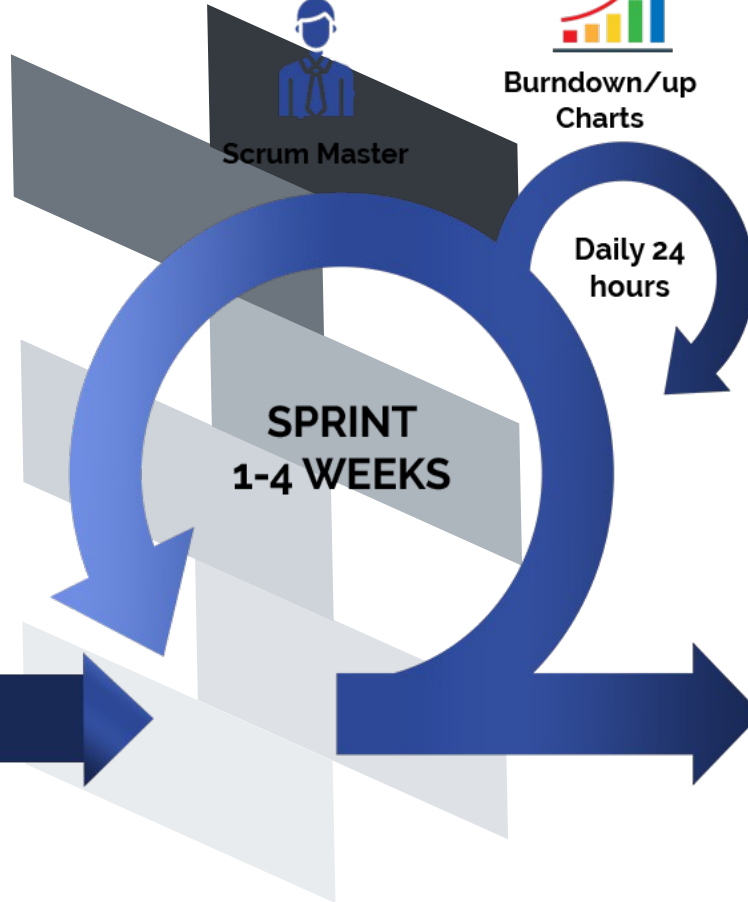 Burndown/up
Charts
Scrum Master
Daily 24
hours
SPRINT
1-4 WEEKS